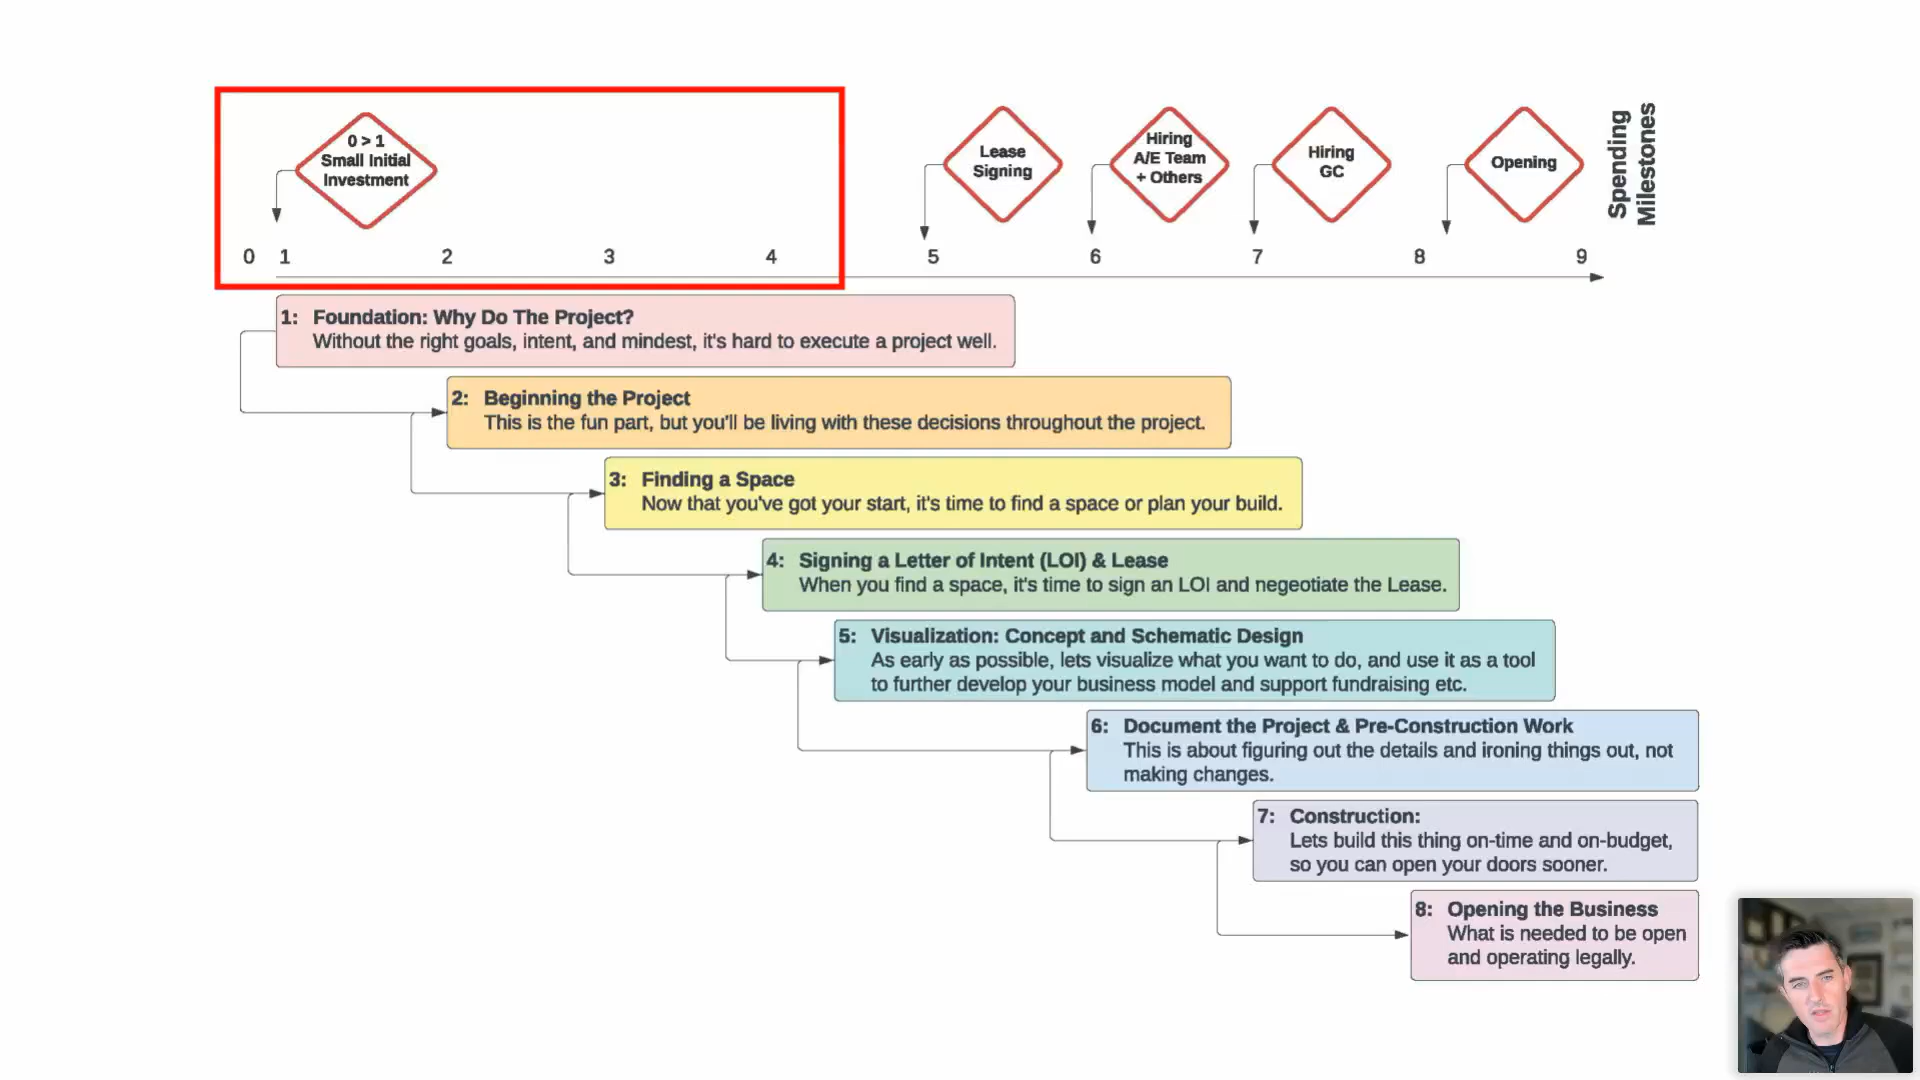 0 > 1
Small Initial
Investment
Lease
Signing
Hiring
A/E Team
+ Others
Hiring
GC
Opening
Spending
Milestones
0 1 2 3 4 5 6 7 8 9
1: Foundation: Why Do The Project?
Without the right goals, intent, and mindest, it's hard to execute a project well.
2: Beginning the Project
This is the fun part, but you'll be living with these decisions throughout the project.
3: Finding a Space
Now that you've got your start, it's time to find a space or plan your build.
4: Signing a Letter of Intent (LOI) & Lease
When you find a space, it's time to sign an LOI and negeotiate the Lease.
5: Visualization: Concept and Schematic Design
As early as possible, lets visualize what you want to do, and use it as a tool
to further develop your business model and support fundraising etc.
6: Document the Project & Pre-Construction Work
This is about figuring out the details and ironing things out, not
making changes.
7: Construction:
Lets build this thing on-time and on-budget,
so you can open your doors sooner.
8: Opening the Business
What is needed to be open
and operating legally.